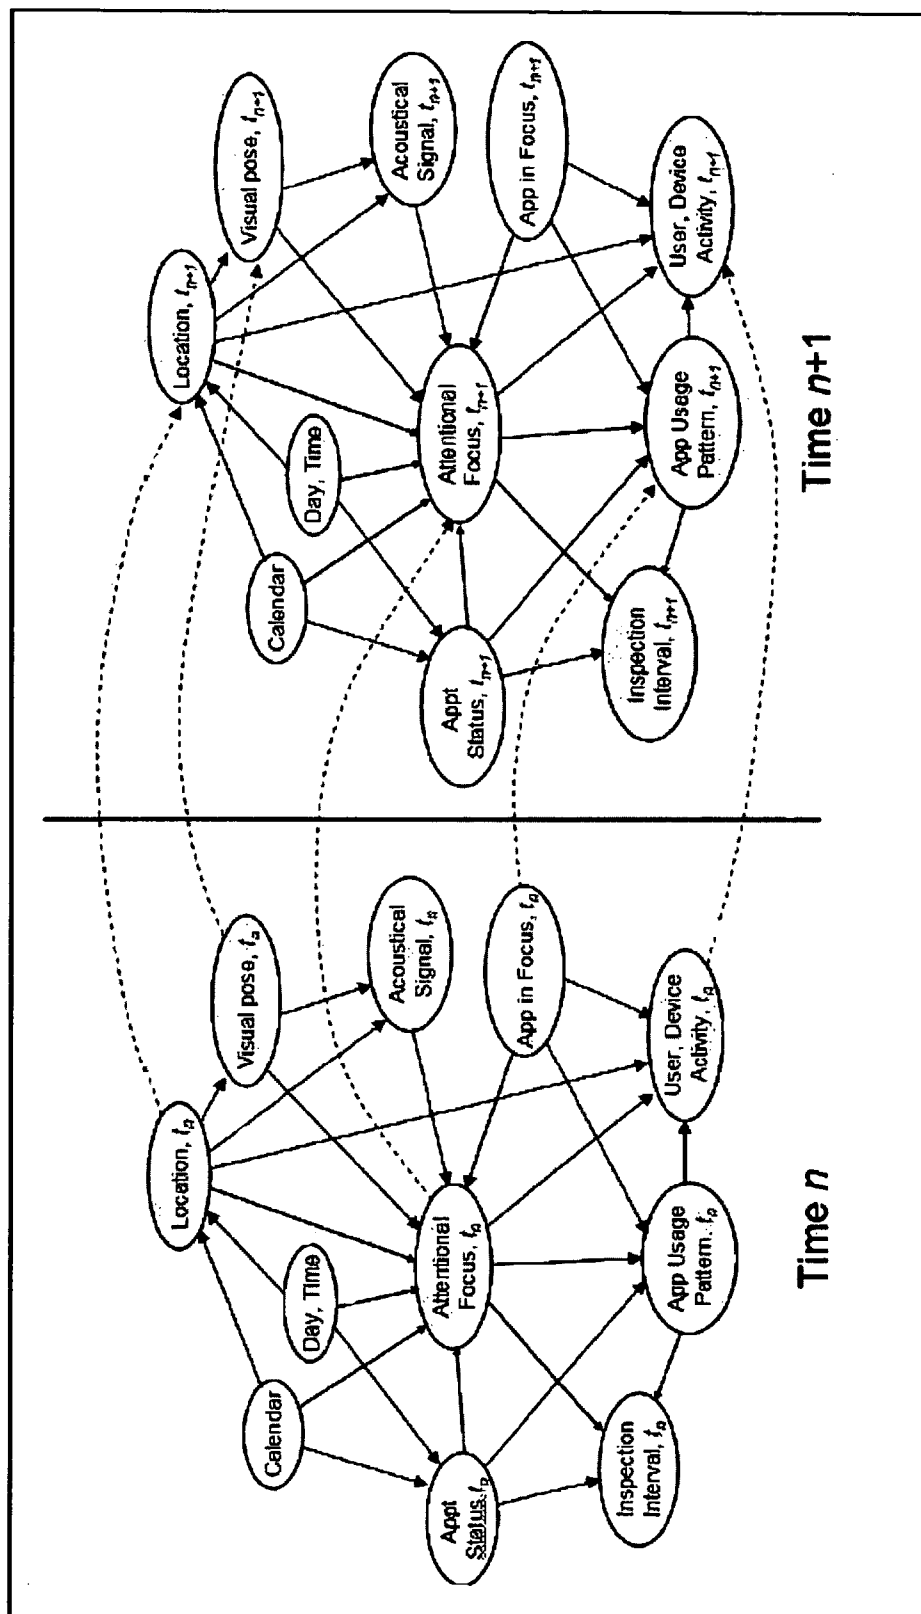 Calendar
Day, Time
Location, tn
Visual pose, tn
Acoustical
Signal, tn
Appt
Status, tn
Attentional
Focus, tn
App in Focus, tn
Inspection
Interval, tn
App Usage
Pattern, tn
User, Device
Activity, tn
Time n
Calendar
Day, Time
Location, tn+1
Visual pose, tn+1
Acoustical
Signal, tn+1
Appt
Status, tn+1
Attentional
Focus, tn+1
App in Focus, tn+1
Inspection
Interval, tn+1
App Usage
Pattern, tn+1
User, Device
Activity, tn+1
Time n+1